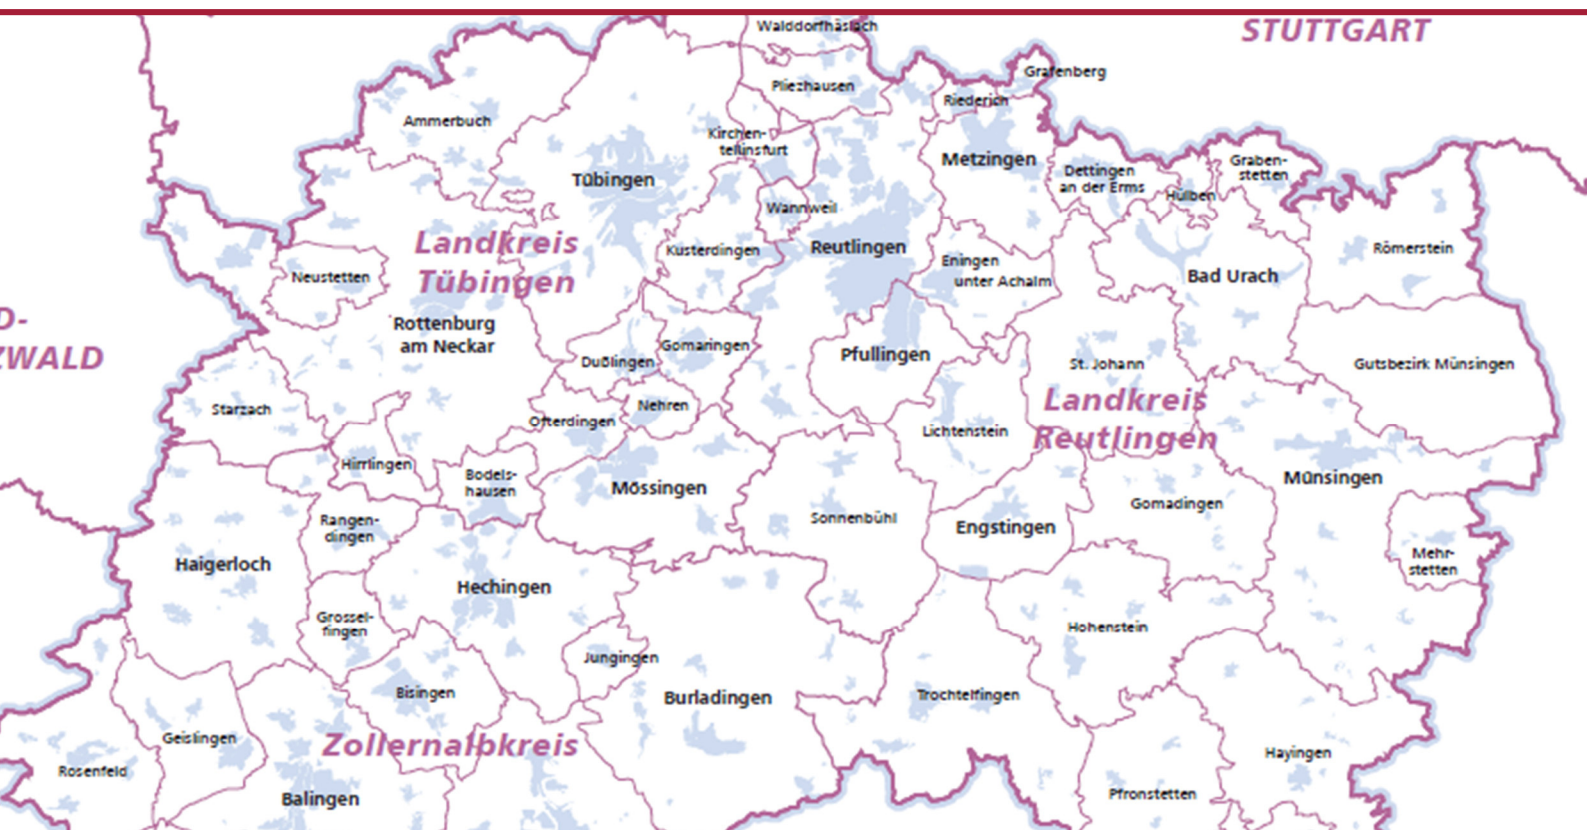 Walddorfhäslach
STUTTGART
Grafenberg
Pliezhausen
Riederich
Ammerbuch
Kirchen-
tellinsfurt
Metzingen
Dettingen
an der Erms
Graben-
stetten
Hülben
Tübingen
Wannweil
Landkreis
Tübingen
Kusterdingen
Reutlingen
Eningen
unter Achalm
Römerstein
Bad Urach
Neustetten
D-
ZWALD
Rottenburg
am Neckar
Gomaringen
Dußlingen
Pfullingen
St. Johann
Gutsbezirk Münsingen
Landkreis
Reutlingen
Starzach
Nehren
Ofterdingen
Lichtenstein
Hirrlingen
Bodels-
hausen
Mössingen
Münsingen
Gomadingen
Sonnenbühl
Engstingen
Rangen-
dingen
Haigerloch
Mehr-
stetten
Hechingen
Grossel-
fingen
Hohenstein
Jungingen
Bisingen
Burladingen
Trochtelfingen
Geislingen
Zollernalbkreis
Hayingen
Rosenfeld
Balingen
Pfronstetten